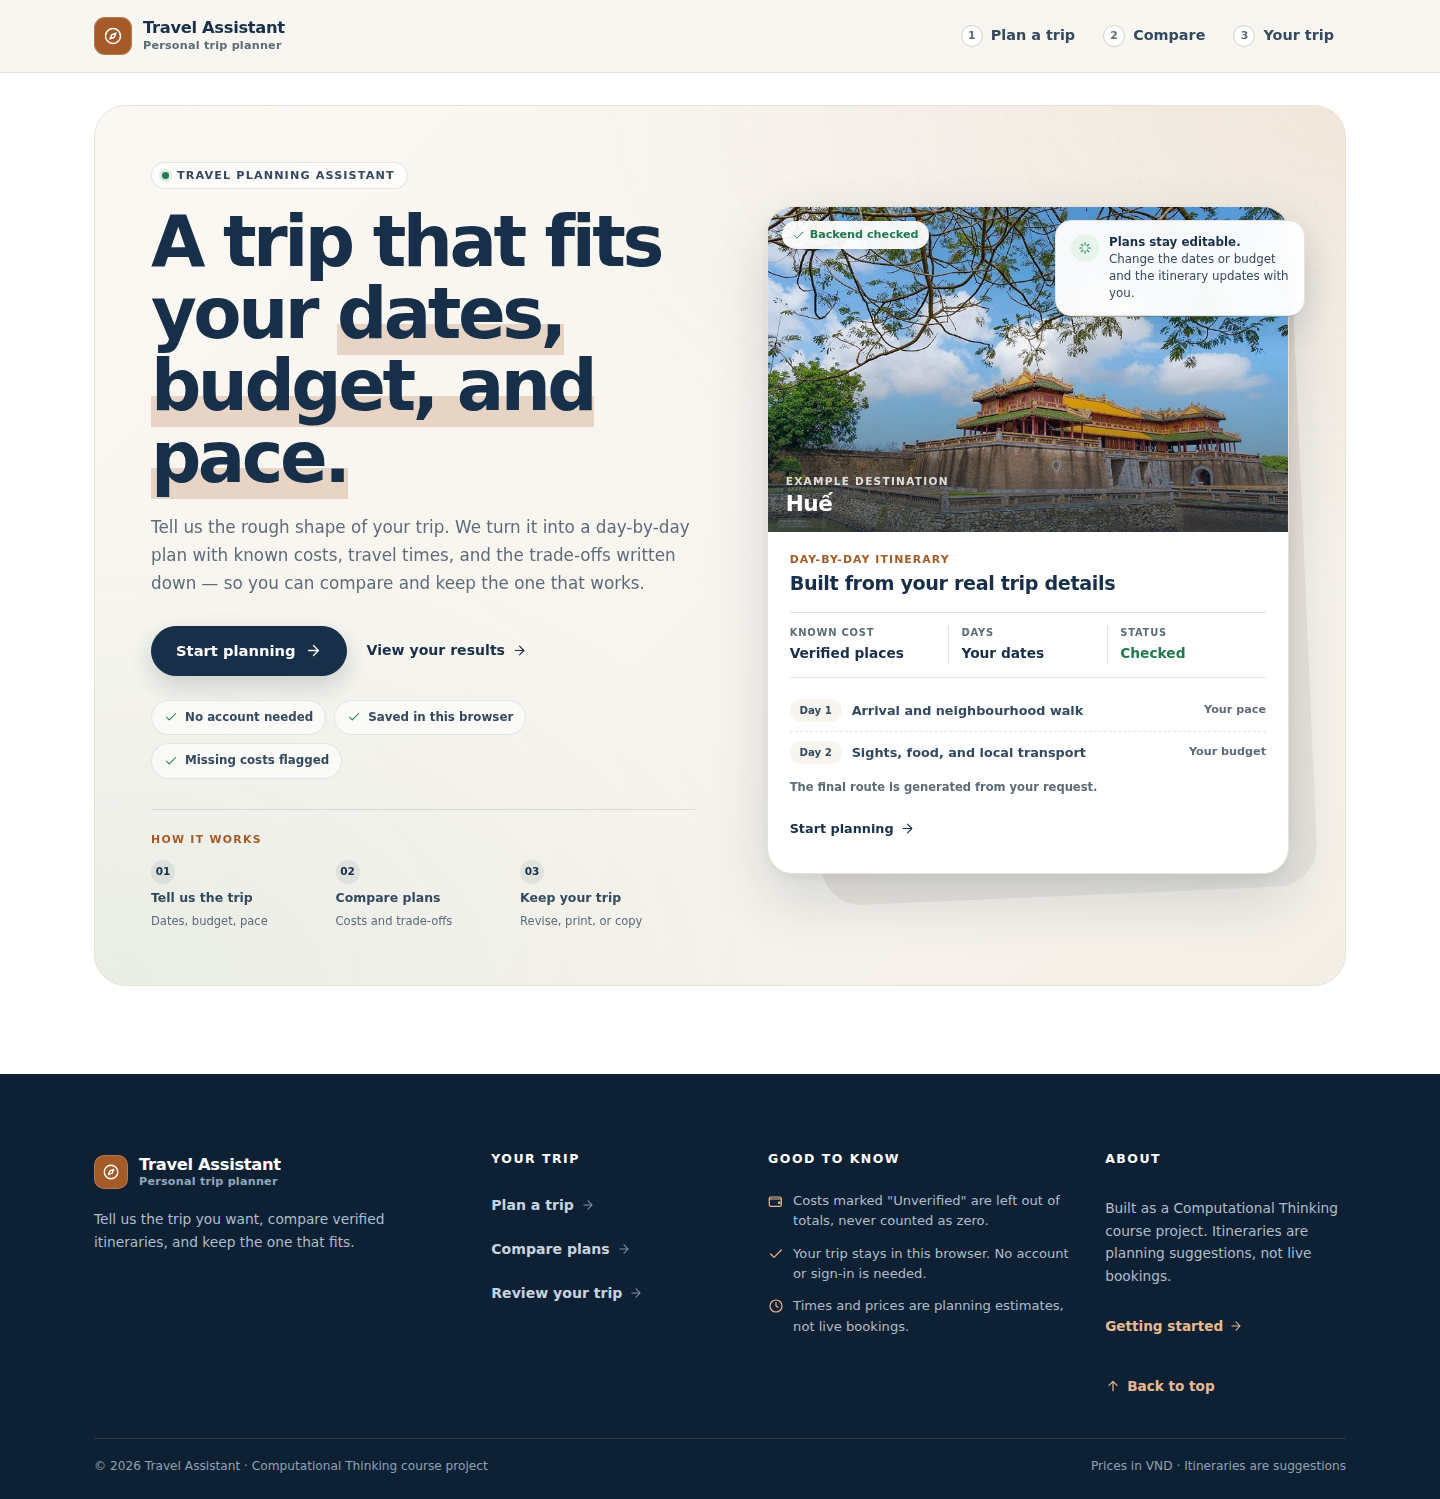 Travel Assistant
Personal trip planner
1 Plan a trip
2 Compare
3 Your trip
TRAVEL PLANNING ASSISTANT
A trip that fits
your dates,
budget, and
pace.
Tell us the rough shape of your trip. We turn it into a day-by-day
plan with known costs, travel times, and the trade-offs written
down — so you can compare and keep the one that works.
Start planning
View your results
No account needed
Saved in this browser
Missing costs flagged
HOW IT WORKS
01
Tell us the trip
Dates, budget, pace
02
Compare plans
Costs and trade-offs
03
Keep your trip
Revise, print, or copy
Backend checked
Plans stay editable.
Change the dates or budget
and the itinerary updates with
you.
EXAMPLE DESTINATION
Huế
DAY-BY-DAY ITINERARY
Built from your real trip details
KNOWN COST
Verified places
DAYS
Your dates
STATUS
Checked
Day 1 Arrival and neighbourhood walk Your pace
Day 2 Sights, food, and local transport Your budget
The final route is generated from your request.
Start planning
Travel Assistant
Personal trip planner
Tell us the trip you want, compare verified
itineraries, and keep the one that fits.
YOUR TRIP
Plan a trip
Compare plans
Review your trip
GOOD TO KNOW
Costs marked "Unverified" are left out of
totals, never counted as zero.
Your trip stays in this browser. No account
or sign-in is needed.
Times and prices are planning estimates,
not live bookings.
ABOUT
Built as a Computational Thinking
course project. Itineraries are
planning suggestions, not live
bookings.
Getting started
Back to top
© 2026 Travel Assistant · Computational Thinking course project
Prices in VND · Itineraries are suggestions